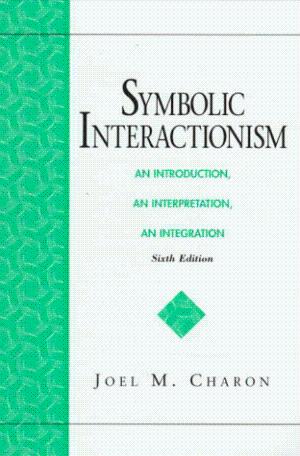 SYMBOLIC
INTERACTIONISM
AN INTRODUCTION,
AN INTERPRETATION,
AN INTEGRATION
Sixth Edition
JOEL M. CHARON